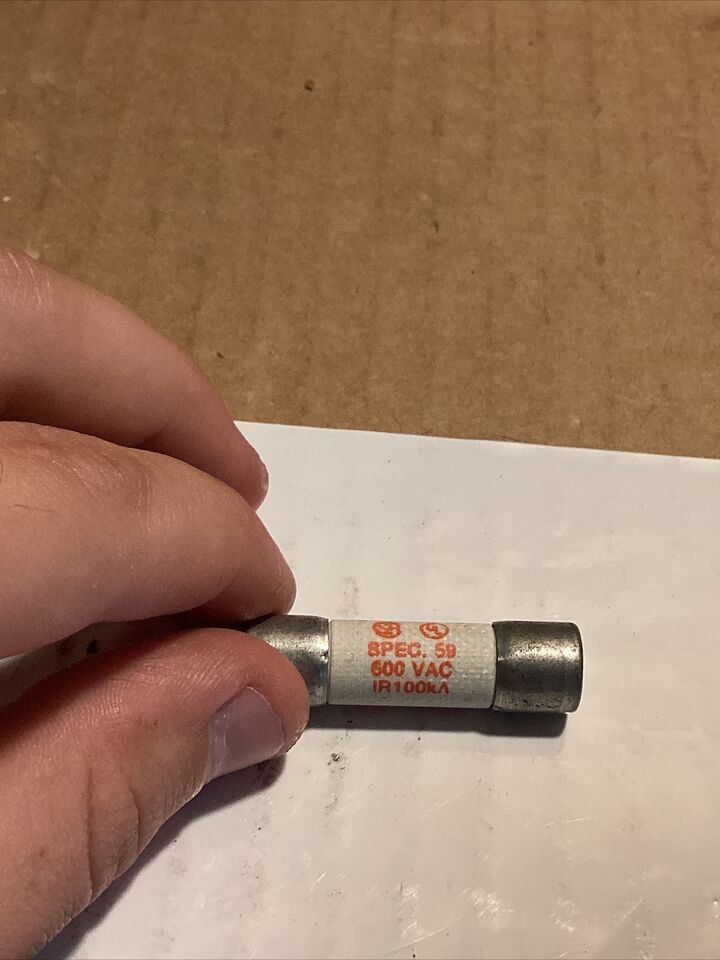 SPEC. 59
600 VAC
IR100kA